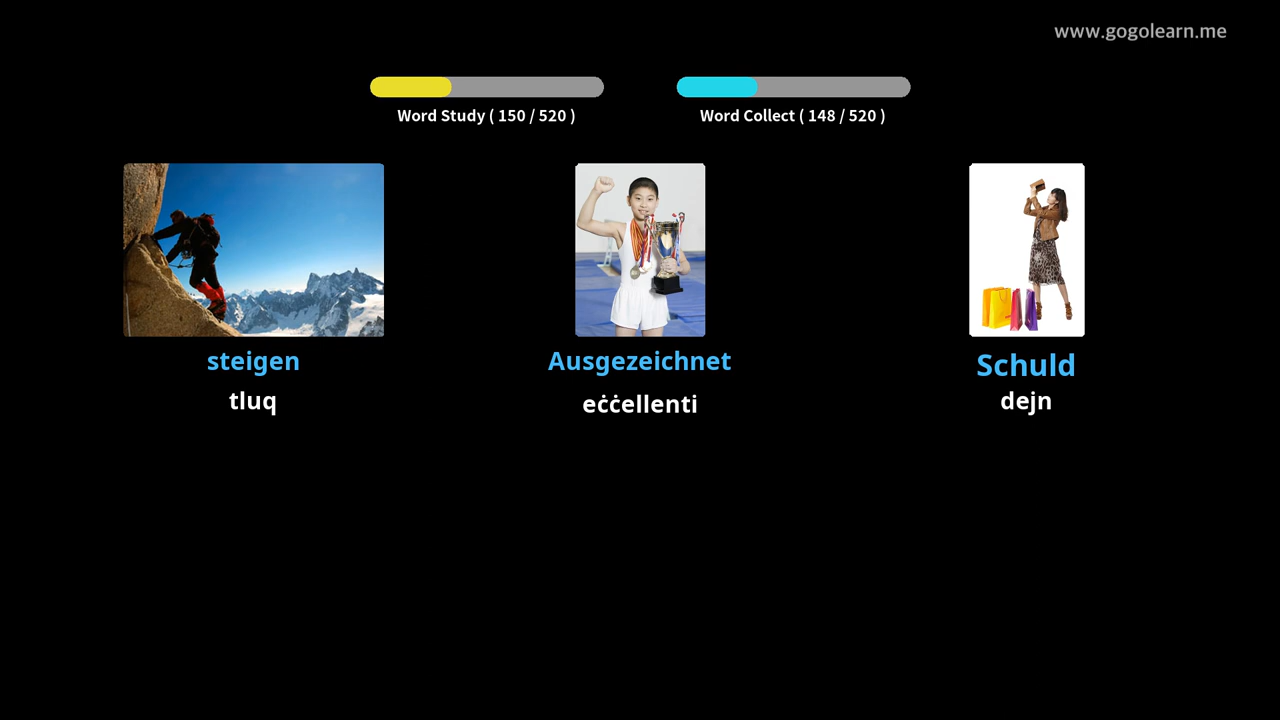 www.gogolearn.me
Word Study ( 150 / 520 )
Word Collect ( 148 / 520 )
steigen
tluq
Ausgezeichnet
eċċellenti
Schuld
dejn